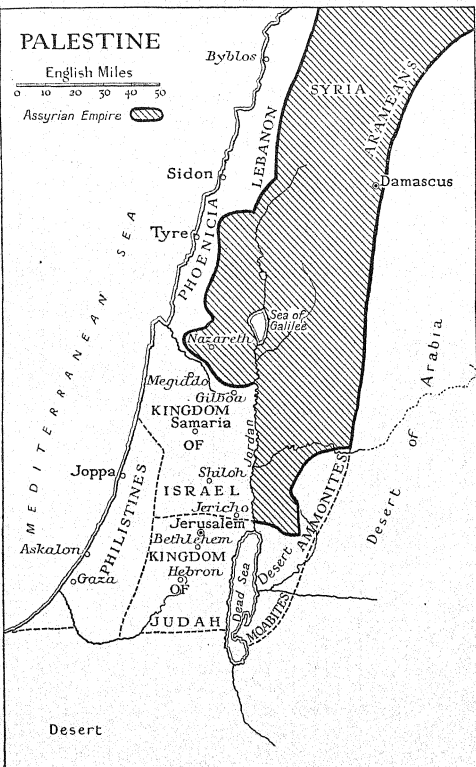 PALESTINE
English Miles
0 10 20 30 40 50
Assyrian Empire
Byblos
SYRIA
ARAMEANS
LEBANON
Sidon
Damascus
MEDITERRANEAN SEA
Tyre
PHOENICIA
Sea of
Galilee
Nazareth
Megiddo
Gilboa
KINGDOM
Samaria
OF
Jordan
Desert of Arabia
Joppa
Shiloh
ISRAEL
PHILISTINES
Jericho
AMMONITES
Jerusalem
Askalon
Bethlehem
KINGDOM
Desert
Gaza
Hebron
OF
Dead Sea
JUDAH
MOABITES
Desert